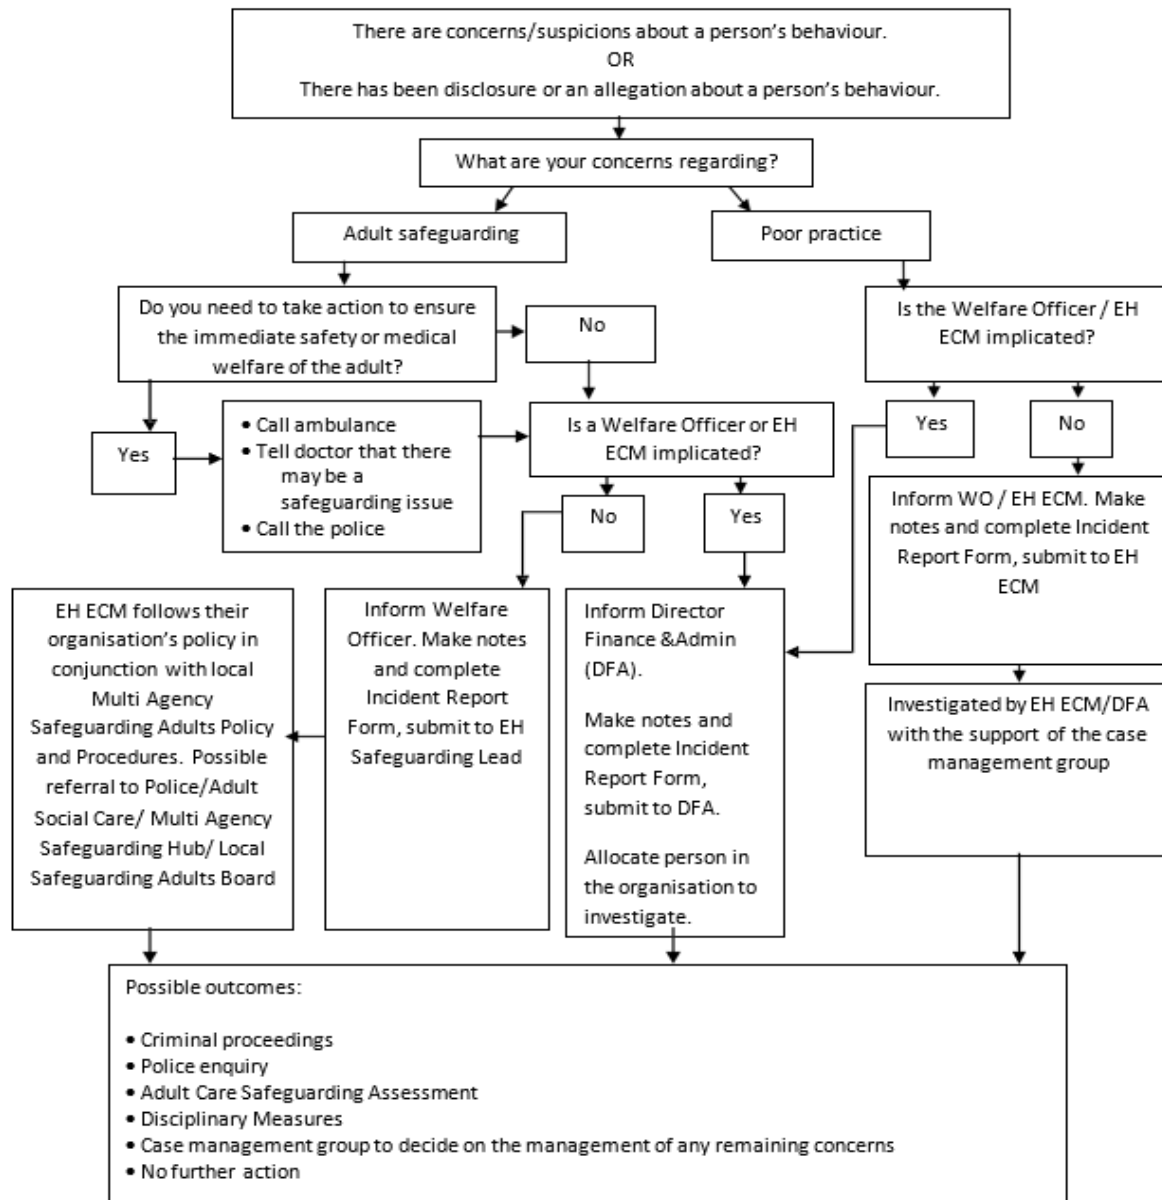 There are concerns/suspicions about a person's behaviour.
OR
There has been disclosure or an allegation about a person's behaviour.
What are your concerns regarding?
Adult safeguarding
Poor practice
Do you need to take action to ensure
the immediate safety or medical
welfare of the adult?
No
Is the Welfare Officer / EH
ECM implicated?
Yes
• Call ambulance
• Tell doctor that there
may be a
safeguarding issue
• Call the police
Is a Welfare Officer or EH
ECM implicated?
Yes
No
No
Yes
Inform WO / EH ECM. Make
notes and complete Incident
Report Form, submit to EH
ECM
EH ECM follows their
organisation's policy in
conjunction with local
Multi Agency
Safeguarding Adults Policy
and Procedures. Possible
referral to Police/Adult
Social Care/ Multi Agency
Safeguarding Hub/ Local
Safeguarding Adults Board
Inform Welfare
Officer. Make notes
and complete
Incident Report
Form, submit to EH
Safeguarding Lead
Inform Director
Finance &Admin
(DFA).
Make notes and
complete Incident
Report Form,
submit to DFA.
Allocate person in
the organisation to
investigate.
Investigated by EH ECM/DFA
with the support of the case
management group
Possible outcomes:
• Criminal proceedings
• Police enquiry
• Adult Care Safeguarding Assessment
• Disciplinary Measures
• Case management group to decide on the management of any remaining concerns
• No further action